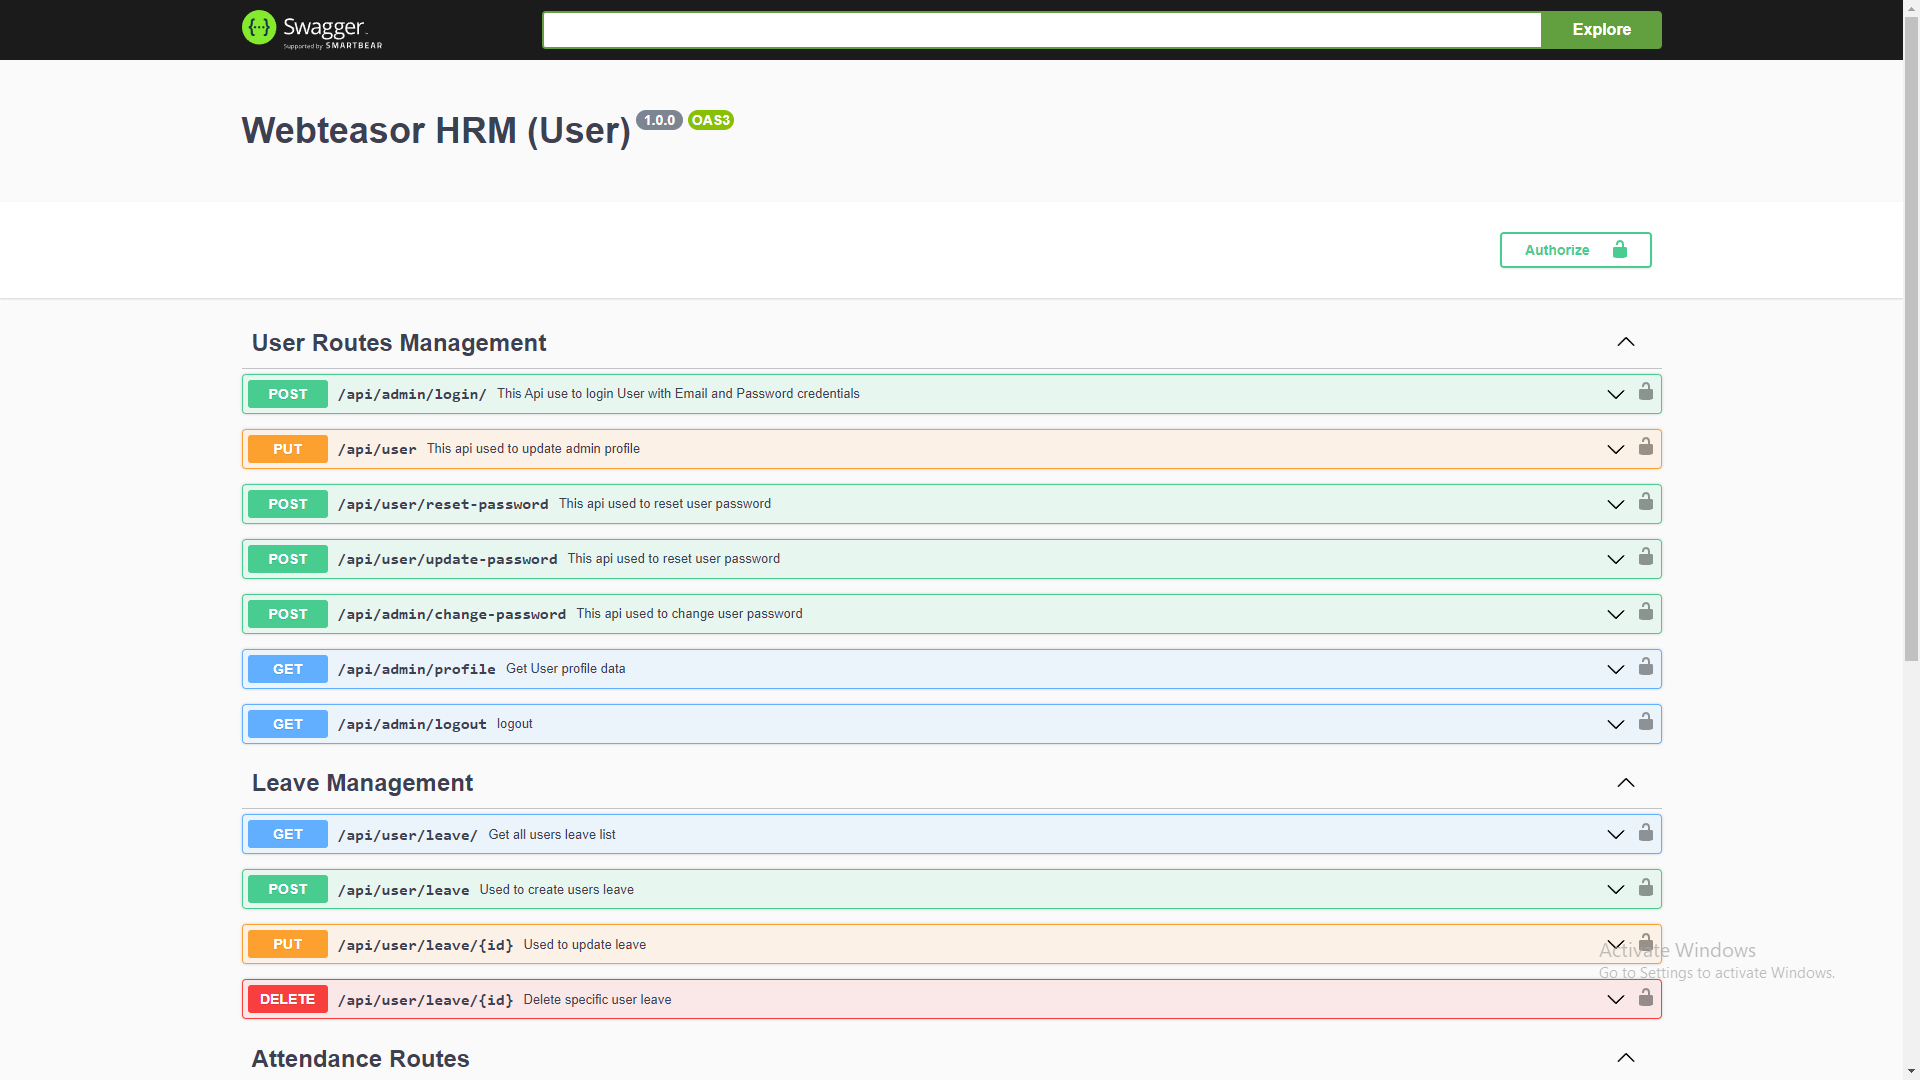 Swagger
Supported by SMARTBEAR
Explore
Webteasor HRM (User) 1.0.0 OAS3
Authorize
User Routes Management
POST /api/admin/login/ This Api use to login User with Email and Password credentials
PUT /api/user This api used to update admin profile
POST /api/user/reset-password This api used to reset user password
POST /api/user/update-password This api used to reset user password
POST /api/admin/change-password This api used to change user password
GET /api/admin/profile Get User profile data
GET /api/admin/logout logout
Leave Management
GET /api/user/leave/ Get all users leave list
POST /api/user/leave Used to create users leave
PUT /api/user/leave/{id} Used to update leave
Activate Windows
Go to Settings to activate Windows.
DELETE /api/user/leave/{id} Delete specific user leave
Attendance Routes